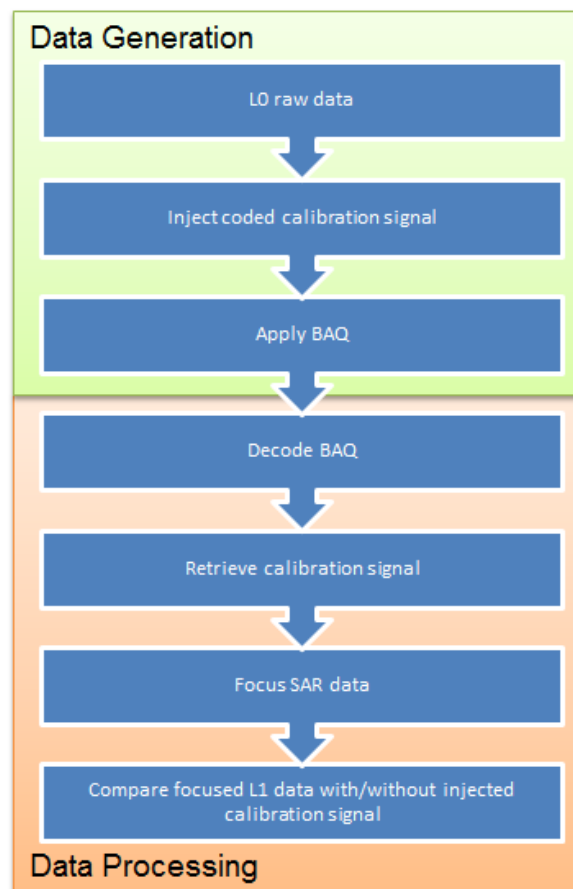 Data Generation
L0 raw data
Inject coded calibration signal
Apply BAQ
Decode BAQ
Retrieve calibration signal
Focus SAR data
Compare focused L1 data with/without injected
calibration signal
Data Processing